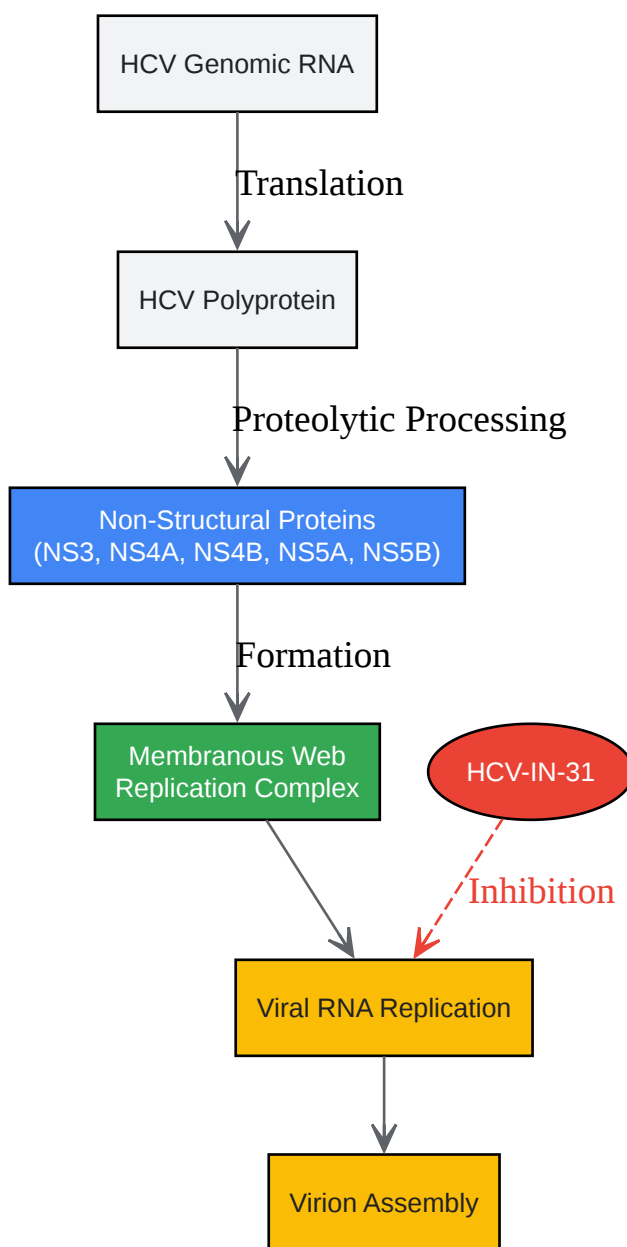 HCV Genomic RNA
Translation
HCV Polyprotein
Proteolytic Processing
Non-Structural Proteins
(NS3, NS4A, NS4B, NS5A, NS5B)
Formation
Membranous Web
Replication Complex
HCV-IN-31
Inhibition
Viral RNA Replication
Virion Assembly